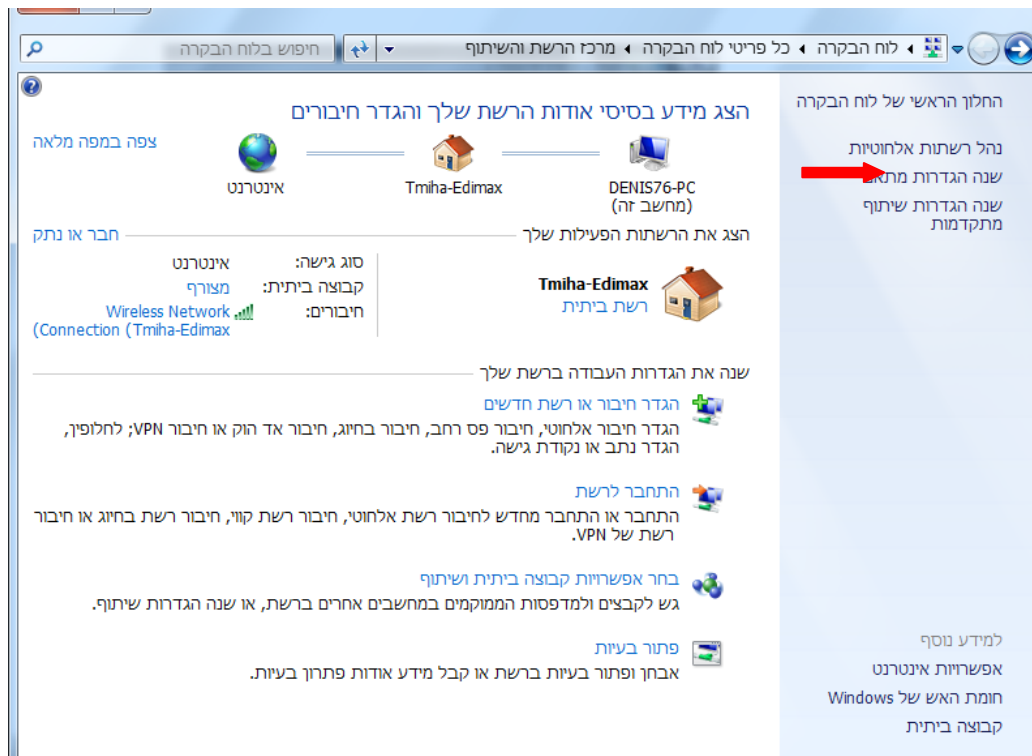 לוח הבקרה ◂ כל פריטי לוח הבקרה ◂ מרכז הרשת והשיתוף
חיפוש בלוח הבקרה
החלון הראשי של לוח הבקרה
נהל רשתות אלחוטיות
שנה הגדרות
שנה הגדרות שיתוף
מתקדמות
הצג מידע בסיסי אודות הרשת שלך והגדר חיבורים
צפה במפה מלאה
DENIS76-PC
(מחשב זה)
Tmiha-Edimax
אינטרנט
הצג את הרשתות הפעילות שלך
חבר או נתק
Tmiha-Edimax
רשת ביתית
סוג גישה: אינטרנט
קבוצה ביתית: מצורף
חיבורים: Wireless Network
(Connection (Tmiha-Edimax
שנה את הגדרות העבודה ברשת שלך
הגדר חיבור או רשת חדשים
הגדר חיבור אלחוטי, חיבור פס רחב, חיבור בחיוג, חיבור אד הוק או חיבור VPN; לחלופין,
הגדר נתב או נקודת גישה.
התחבר לרשת
התחבר או התחבר מחדש לחיבור רשת אלחוטי, חיבור רשת קווי, חיבור רשת בחיוג או חיבור
רשת של VPN.
בחר אפשרויות קבוצה ביתית ושיתוף
גש לקבצים ולמדפסות הממוקמים במחשבים אחרים ברשת, או שנה הגדרות שיתוף.
פתור בעיות
אבחן ופתור בעיות ברשת או קבל מידע אודות פתרון בעיות.
למידע נוסף
אפשרויות אינטרנט
חומת האש של Windows
קבוצה ביתית